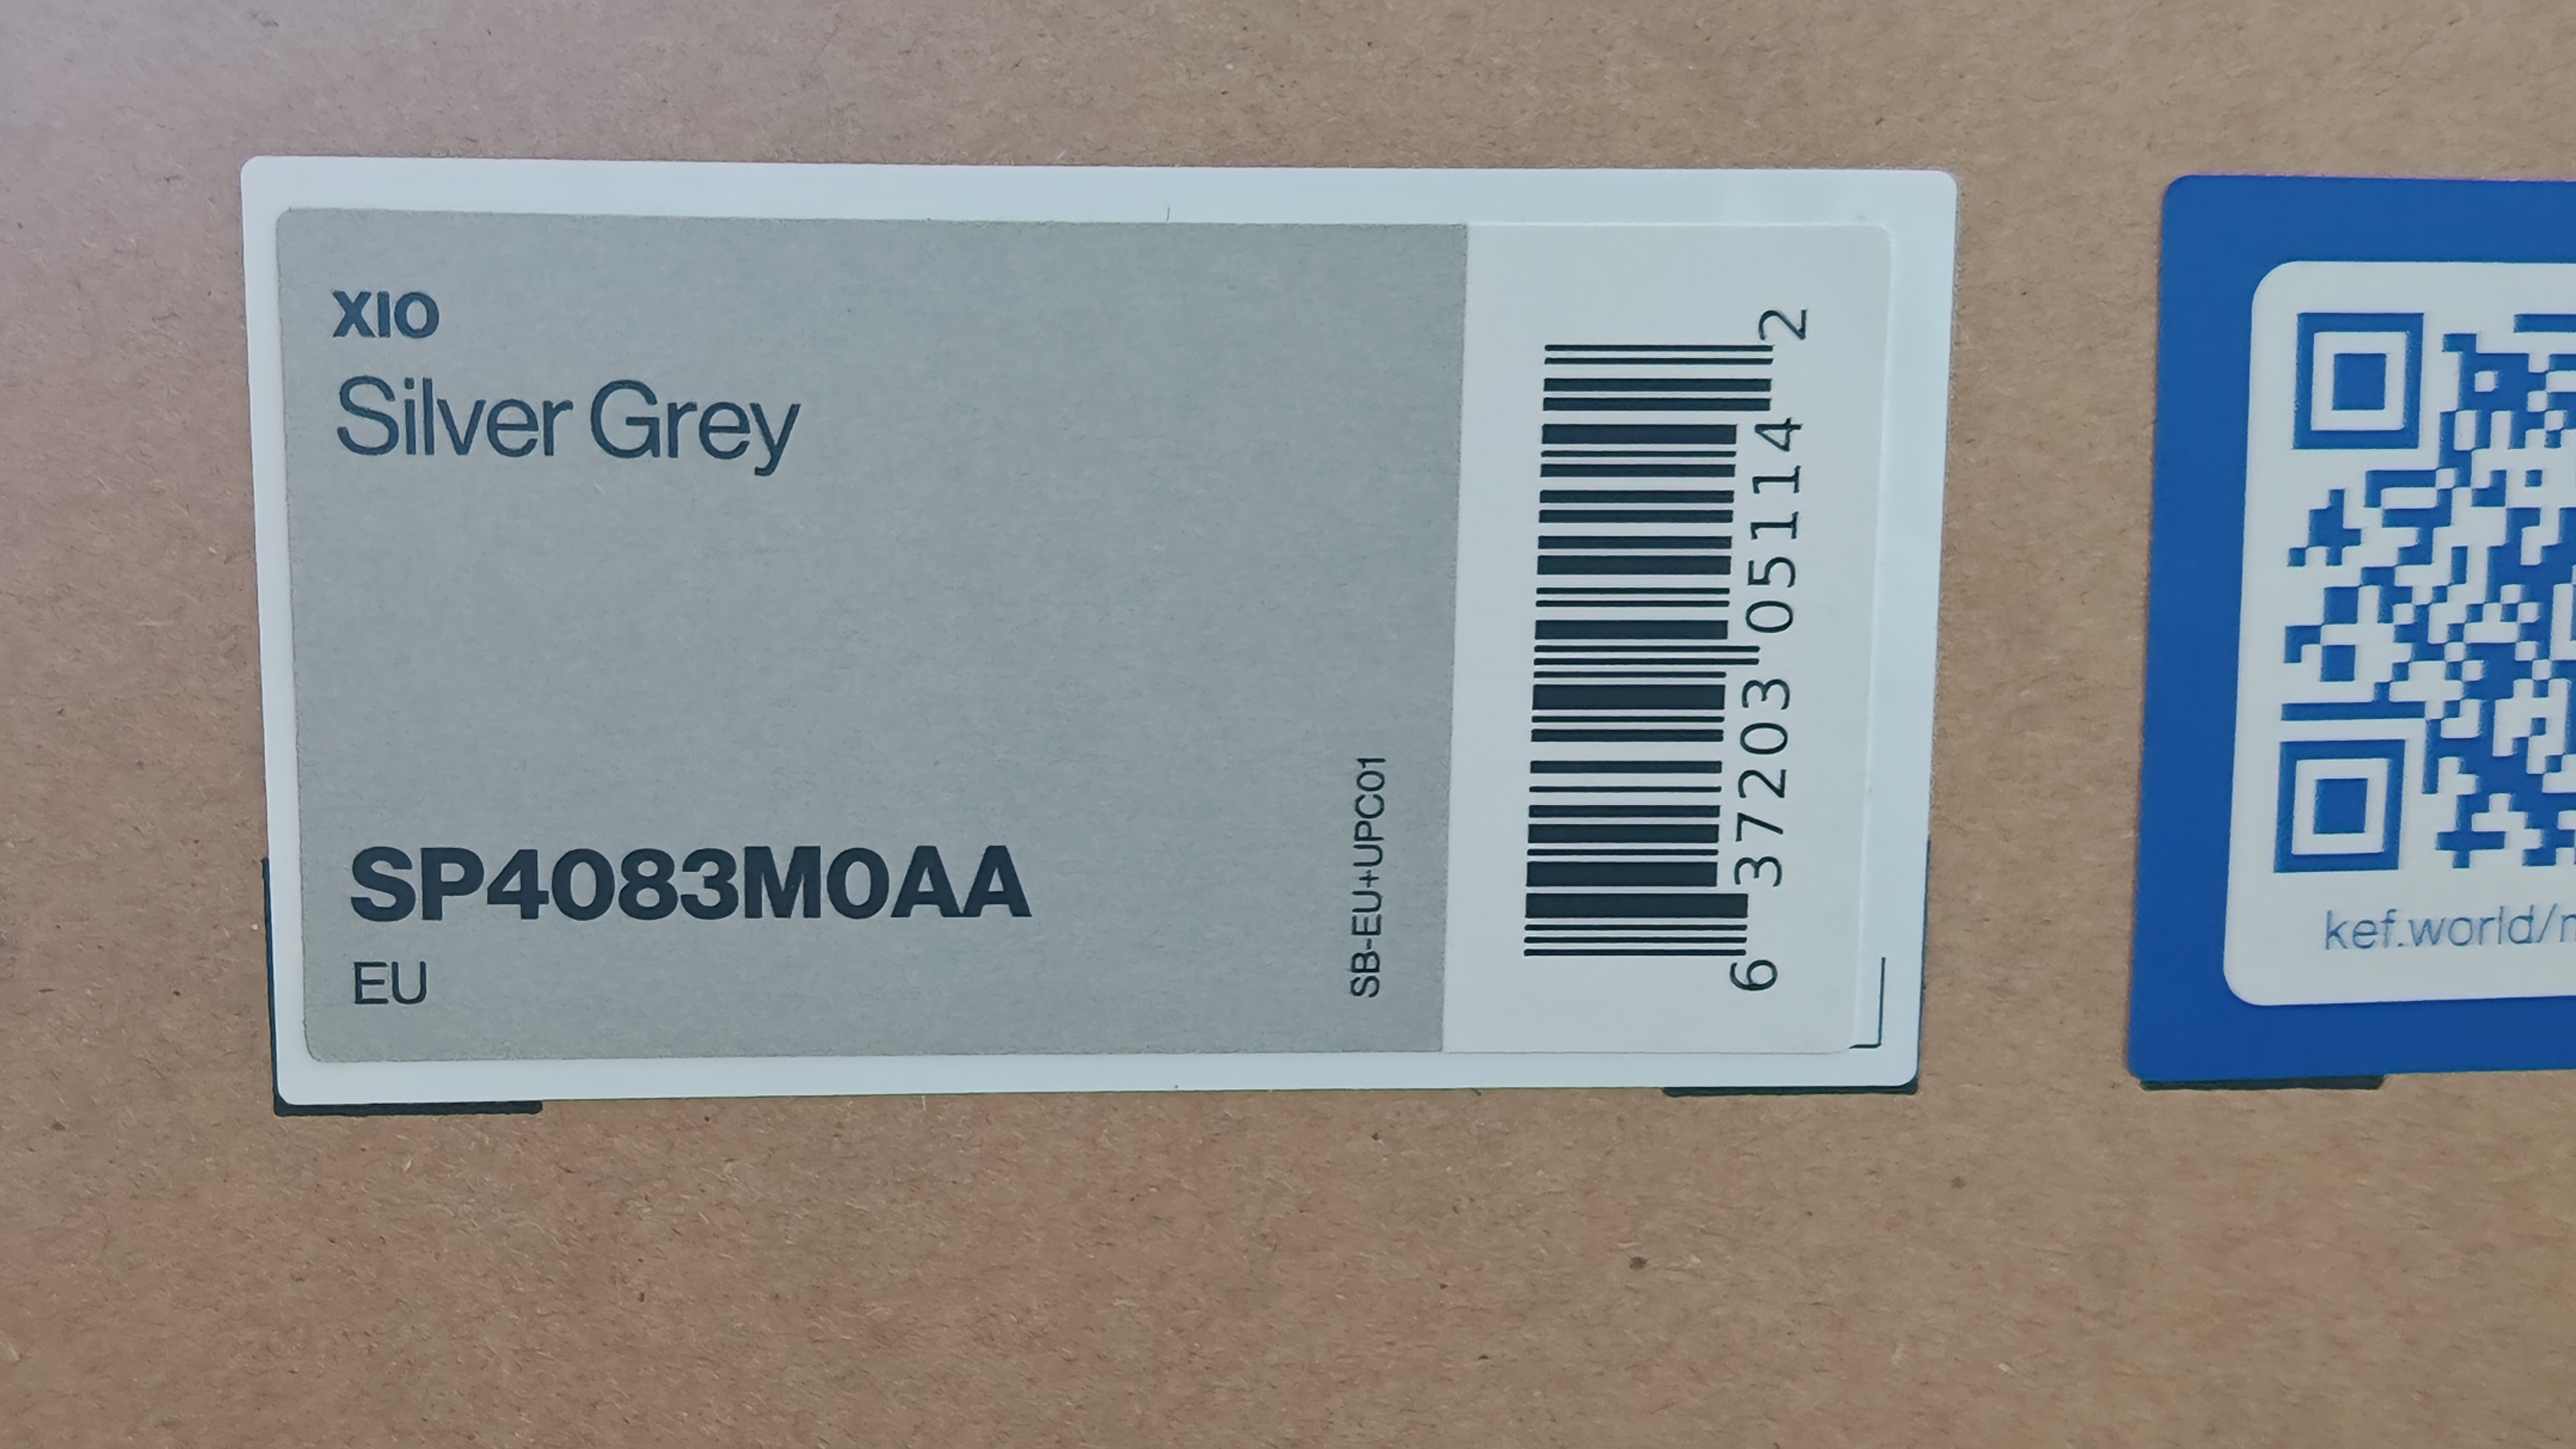 XIO
Silver Grey
SP4083M0AA
EU
SB-EU+UPC01
6 37203 05114 2
kef.world/